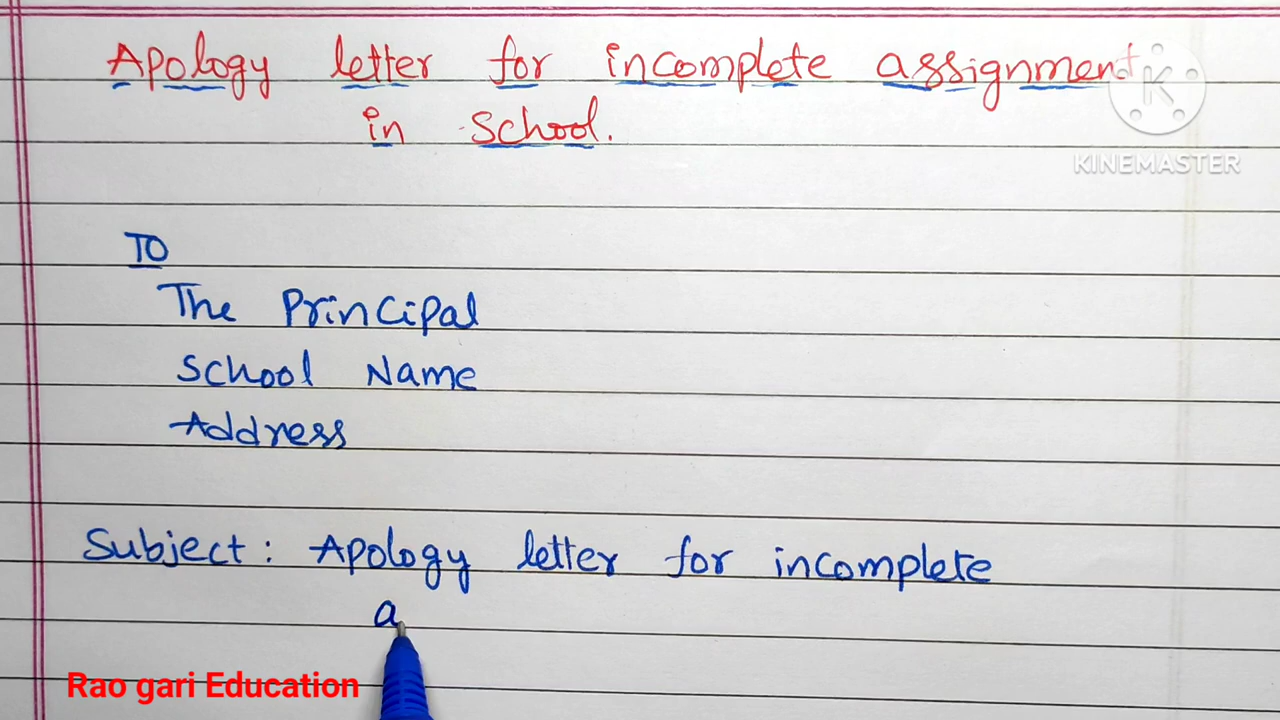 Apology letter for incomplete assignment
in school.
KINEMASTER
TO
The Principal
School Name
Address
Subject: Apology letter for incomplete
a
Rao gari Education